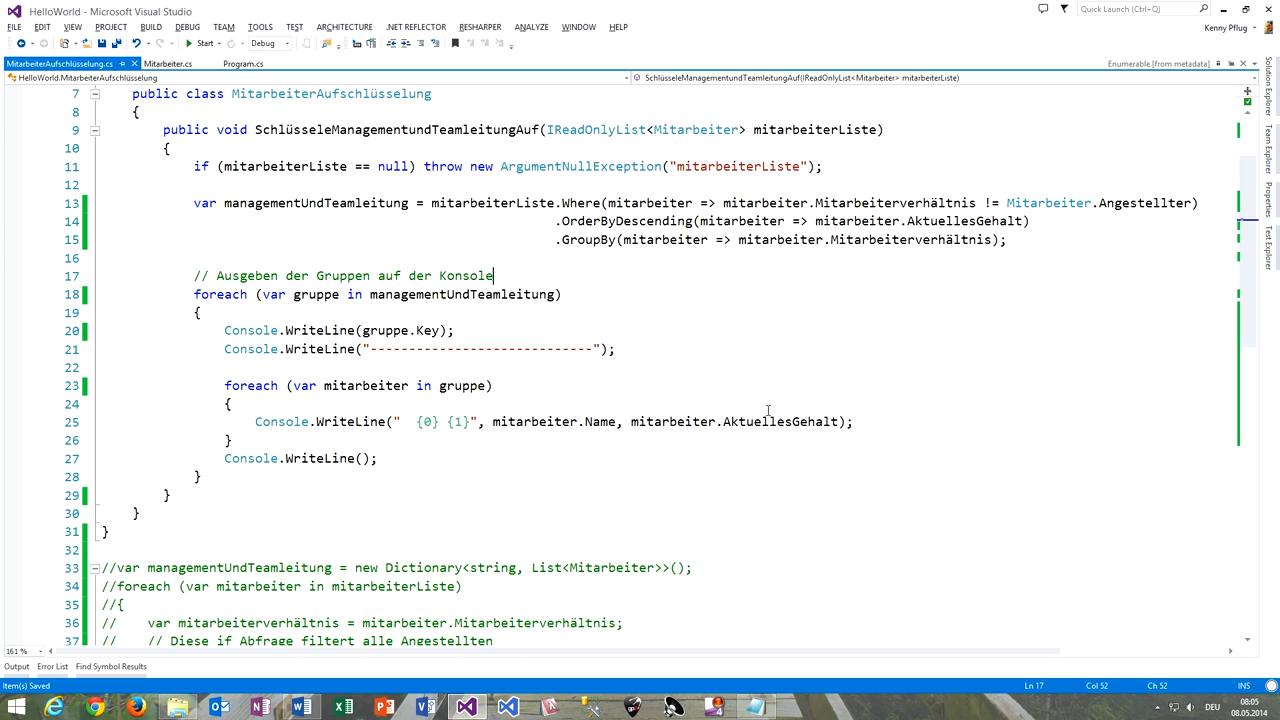 HelloWorld - Microsoft Visual Studio
Quick Launch (Ctrl+Q)
FILE EDIT VIEW PROJECT BUILD DEBUG TEAM TOOLS TEST ARCHITECTURE .NET REFLECTOR RESHARPER ANALYZE WINDOW HELP
Kenny Pflug
Start Debug
MitarbeiterAufschlüsselung.cs Mitarbeiter.cs Program.cs
Enumerable [from metadata]
HelloWorld.MitarbeiterAufschlüsselung
SchlüsseleManagementundTeamleitungAuf(IReadOnlyList<Mitarbeiter> mitarbeiterListe)
7 public class MitarbeiterAufschlüsselung
8 {
9 public void SchlüsseleManagementundTeamleitungAuf(IReadOnlyList<Mitarbeiter> mitarbeiterListe)
10 {
11 if (mitarbeiterListe == null) throw new ArgumentNullException("mitarbeiterListe");
12
13 var managementUndTeamleitung = mitarbeiterListe.Where(mitarbeiter => mitarbeiter.Mitarbeiterverhältnis != Mitarbeiter.Angestellter)
14 .OrderByDescending(mitarbeiter => mitarbeiter.AktuellesGehalt)
15 .GroupBy(mitarbeiter => mitarbeiter.Mitarbeiterverhältnis);
16
17 // Ausgeben der Gruppen auf der Konsole
18 foreach (var gruppe in managementUndTeamleitung)
19 {
20 Console.WriteLine(gruppe.Key);
21 Console.WriteLine("-----------------------------");
22
23 foreach (var mitarbeiter in gruppe)
24 {
25 Console.WriteLine("  {0} {1}", mitarbeiter.Name, mitarbeiter.AktuellesGehalt);
26 }
27 Console.WriteLine();
28 }
29 }
30 }
31 }
32
33 //var managementUndTeamleitung = new Dictionary<string, List<Mitarbeiter>>();
34 //foreach (var mitarbeiter in mitarbeiterListe)
35 //{
36 //    var mitarbeiterverhältnis = mitarbeiter.Mitarbeiterverhältnis;
37 //    // Diese if Abfrage filtert alle Angestellten
Solution Explorer
Team Explorer
Properties
Test Explorer
161 %
Output Error List Find Symbol Results
Item(s) Saved Ln 17 Col 52 Ch 52 INS
DEU
08:05
08.05.2014